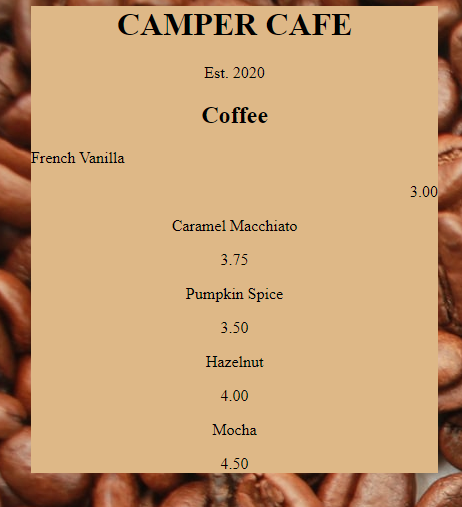 CAMPER CAFE
Est. 2020
Coffee
French Vanilla
3.00
Caramel Macchiato
3.75
Pumpkin Spice
3.50
Hazelnut
4.00
Mocha
4.50